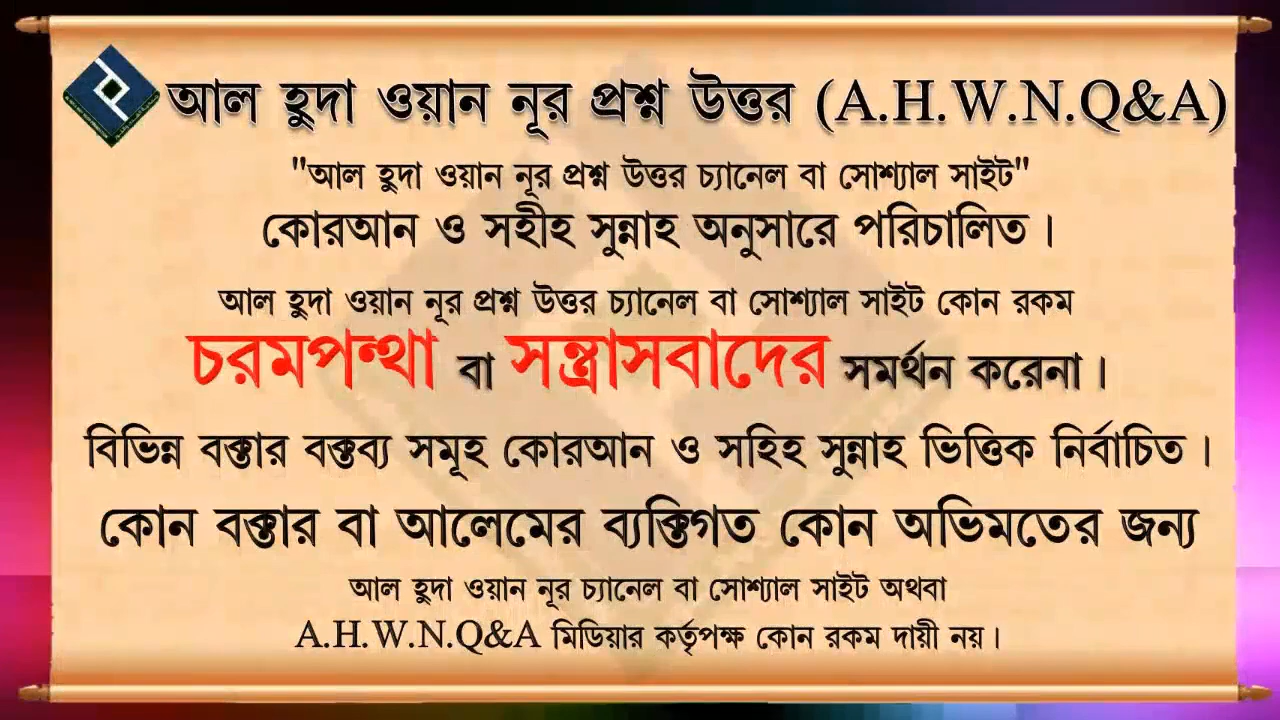 আল হুদা ওয়ান নূর প্রশ্ন উত্তর (A.H.W.N.Q&A)
"আল হুদা ওয়ান নূর প্রশ্ন উত্তর চ্যানেল বা সোশ্যাল সাইট"
কোরআন ও সহীহ সুন্নাহ অনুসারে পরিচালিত ।
আল হুদা ওয়ান নূর প্রশ্ন উত্তর চ্যানেল বা সোশ্যাল সাইট কোন রকম
চরমপন্থা বা সন্ত্রাসবাদের সমর্থন করেনা ।
বিভিন্ন বক্তার বক্তব্য সমূহ কোরআন ও সহিহ সুন্নাহ ভিত্তিক নির্বাচিত ।
কোন বক্তার বা আলেমের ব্যক্তিগত কোন অভিমতের জন্য
আল হুদা ওয়ান নূর চ্যানেল বা সোশ্যাল সাইট অথবা
A.H.W.N.Q&A মিডিয়ার কর্তৃপক্ষ কোন রকম দায়ী নয় ।